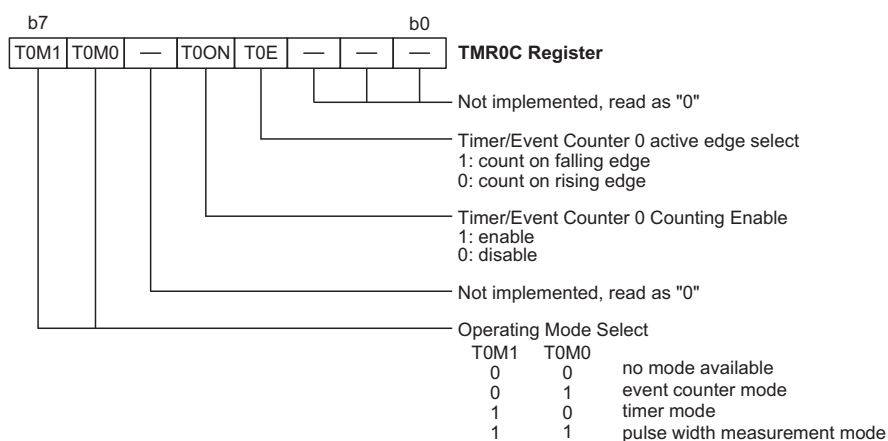 b7 b0
T0M1 T0M0 — T0ON T0E — — — TMR0C Register
Not implemented, read as "0"
Timer/Event Counter 0 active edge select
1: count on falling edge
0: count on rising edge
Timer/Event Counter 0 Counting Enable
1: enable
0: disable
Not implemented, read as "0"
Operating Mode Select
T0M1 T0M0
0 0 no mode available
0 1 event counter mode
1 0 timer mode
1 1 pulse width measurement mode